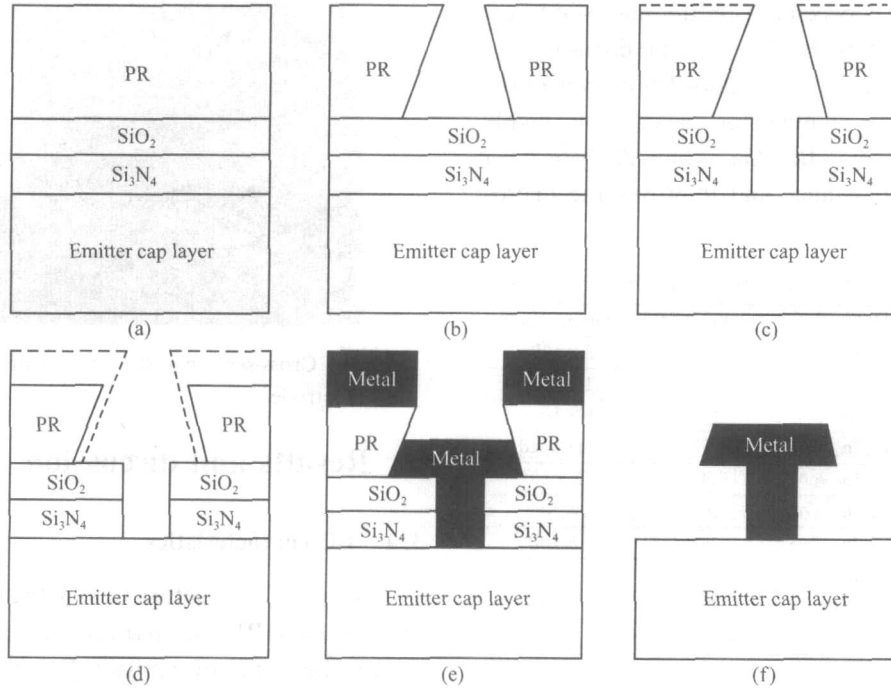 PR
SiO₂
Si₃N₄
Emitter cap layer
(a)
PR PR
SiO₂
Si₃N₄
Emitter cap layer
(b)
PR PR
SiO₂ SiO₂
Si₃N₄ Si₃N₄
Emitter cap layer
(c)
PR PR
SiO₂ SiO₂
Si₃N₄ Si₃N₄
Emitter cap layer
(d)
Metal Metal
PR PR
Metal
SiO₂ SiO₂
Si₃N₄ Si₃N₄
Emitter cap layer
(e)
Metal
Emitter cap layer
(f)